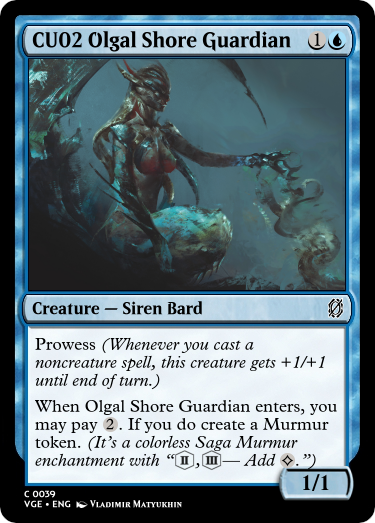 CU02 Olgal Shore Guardian 1
Creature — Siren Bard
Prowess (Whenever you cast a
noncreature spell, this creature gets +1/+1
until end of turn.)
When Olgal Shore Guardian enters, you
may pay 2. If you do create a Murmur
token. (It's a colorless Saga Murmur
enchantment with “II, III— Add .”)
1/1
C 0039
VGE • ENG Vladimir Matyukhin